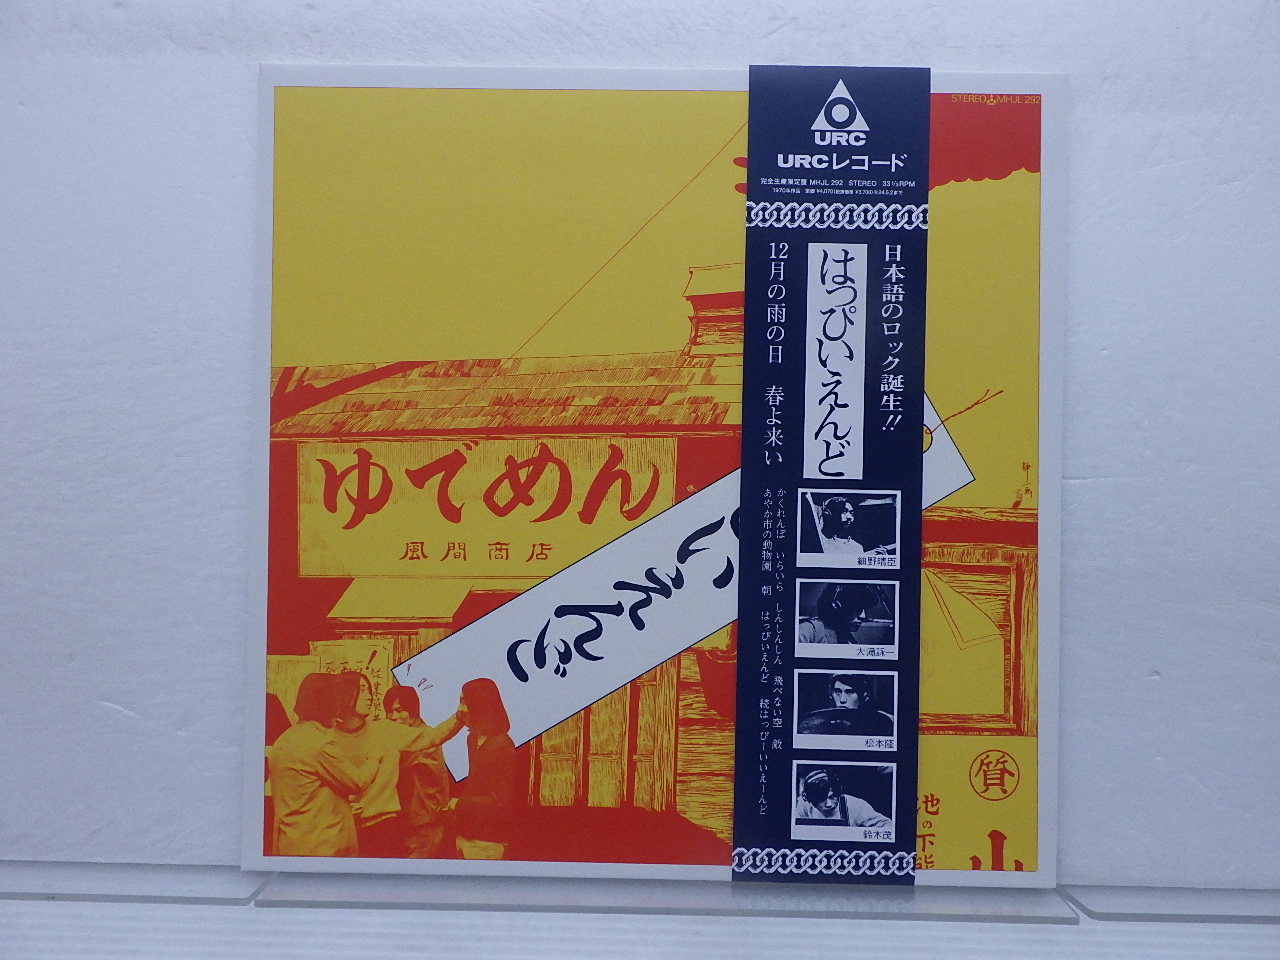 URC
URCレコード
完全生産限定盤 MHJL 292 STEREO 33 1/3 RPM
STEREO MHJL 292
日本語のロック誕生!!
はっぴいえんど
12月の雨の日 春よ来い
かくれんぼ いらいら しんしんしん 飛べない空 敵
あやか市の動物園 朝 はっぴいえんど 続はっぴーいいえーんど
細野晴臣
大滝詠一
松本隆
鈴木茂
ゆでめん
風間商店
いえんど
質
山